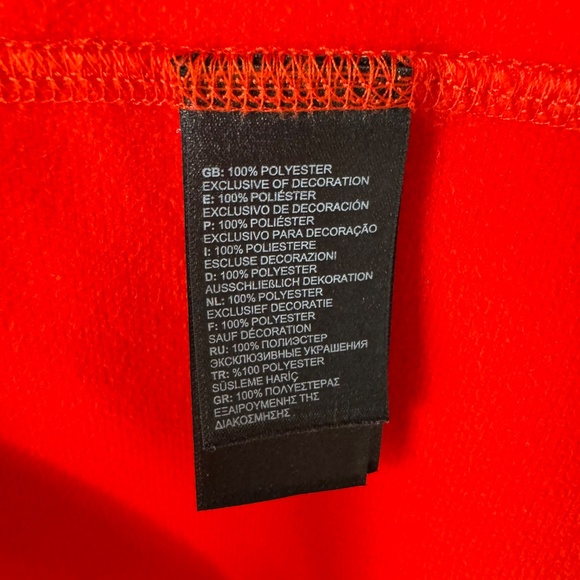 GB: 100% POLYESTER
EXCLUSIVE OF DECORATION
E: 100% POLIÉSTER
EXCLUSIVO DE DECORACIÓN
P: 100% POLIÉSTER
EXCLUSIVO PARA DECORAÇÃO
I: 100% POLIESTERE
ESCLUSE DECORAZIONI
D: 100% POLYESTER
AUSSCHLIEßLICH DEKORATION
NL: 100% POLYESTER
EXCLUSIEF DECORATIE
F: 100% POLYESTER
SAUF DÉCORATION
RU: 100% ПОЛИЭСТЕР
ЭКСКЛЮЗИВНЫЕ УКРАШЕНИЯ
TR: %100 POLYESTER
SÜSLEME HARİÇ
GR: 100% ΠΟΛΥΕΣΤΕΡΑΣ
ΕΞΑΙΡΟΥΜΕΝΗΣ ΤΗΣ
ΔΙΑΚΟΣΜΗΣΗΣ